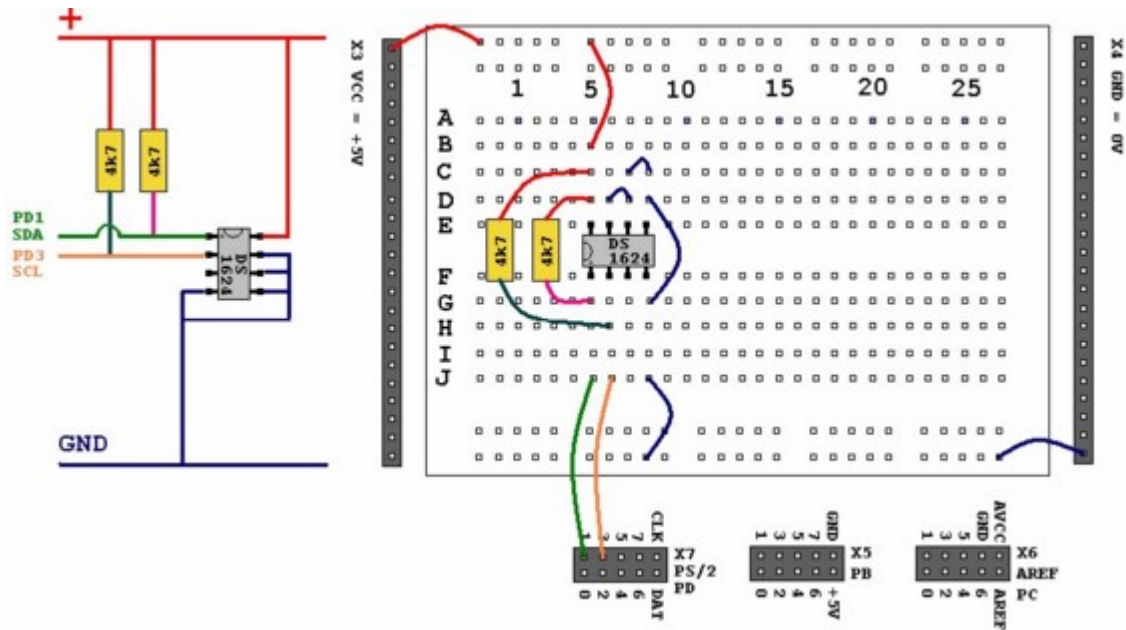 +
4k7
4k7
PD1
SDA
PD3
SCL
DS
1624
GND
X3 VCC = +5V
1 5 10 15 20 25
A
B
C
D
E
F
G
H
I
J
4k7
4k7
DS
1624
X4 GND = 0V
1 3 5 7 CLK
X7
PS/2
PD
0 2 4 6 DAT
1 3 5 7 GND
X5
PB
0 2 4 6 +5V
1 3 5 GND AVCC
X6
AREF
PC
0 2 4 6 AREF